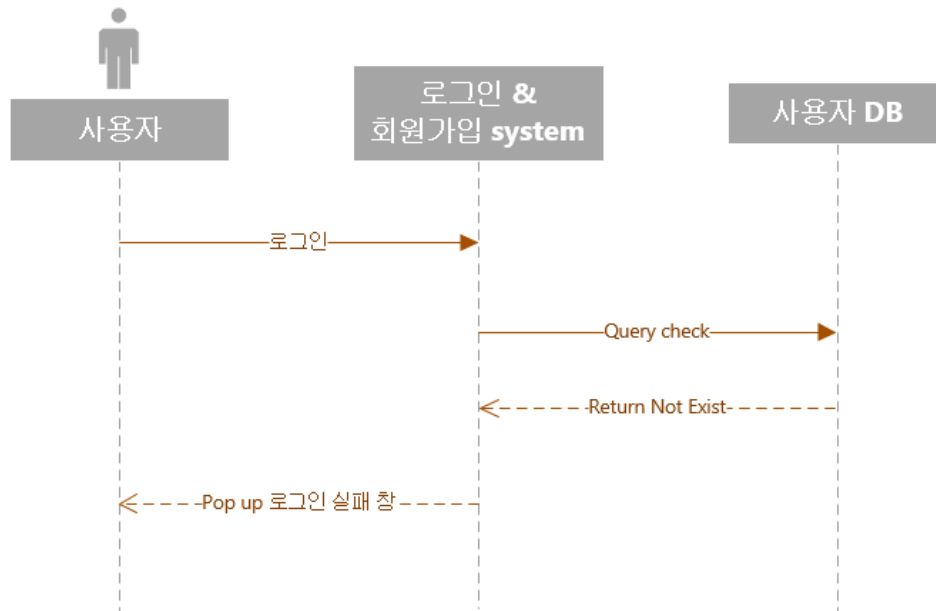 사용자
로그인 &
회원가입 system
사용자 DB
로그인
Query check
Return Not Exist
Pop up 로그인 실패 창